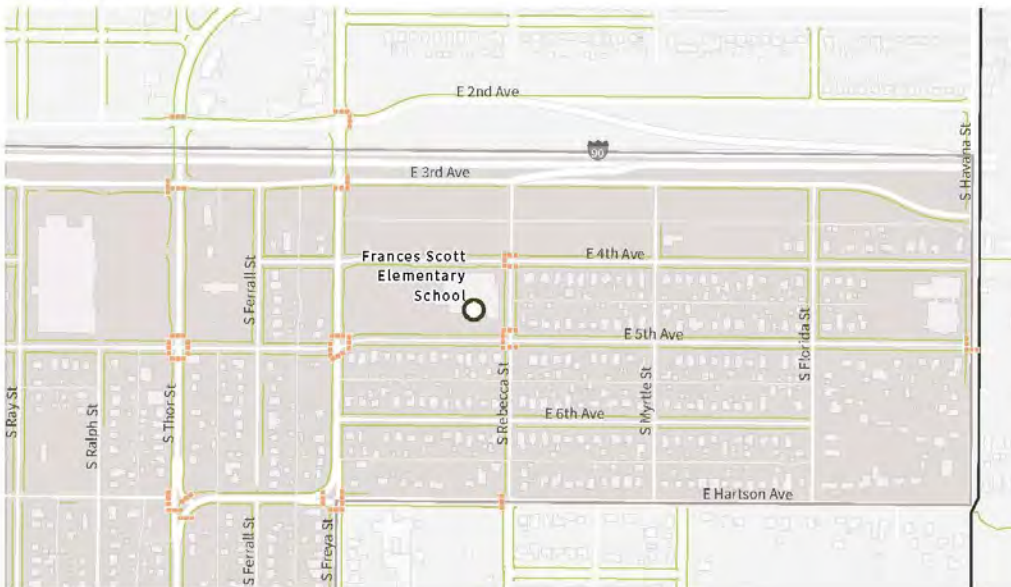 E 2nd Ave
90
S Havana St
E 3rd Ave
Frances Scott
Elementary
School
E 4th Ave
S Ferrall St
E 5th Ave
S Florida St
S Ray St
S Ralph St
S Thor St
S Rebecca St
E 6th Ave
S Myrtle St
E Hartson Ave
S Ferrall St
S Freya St